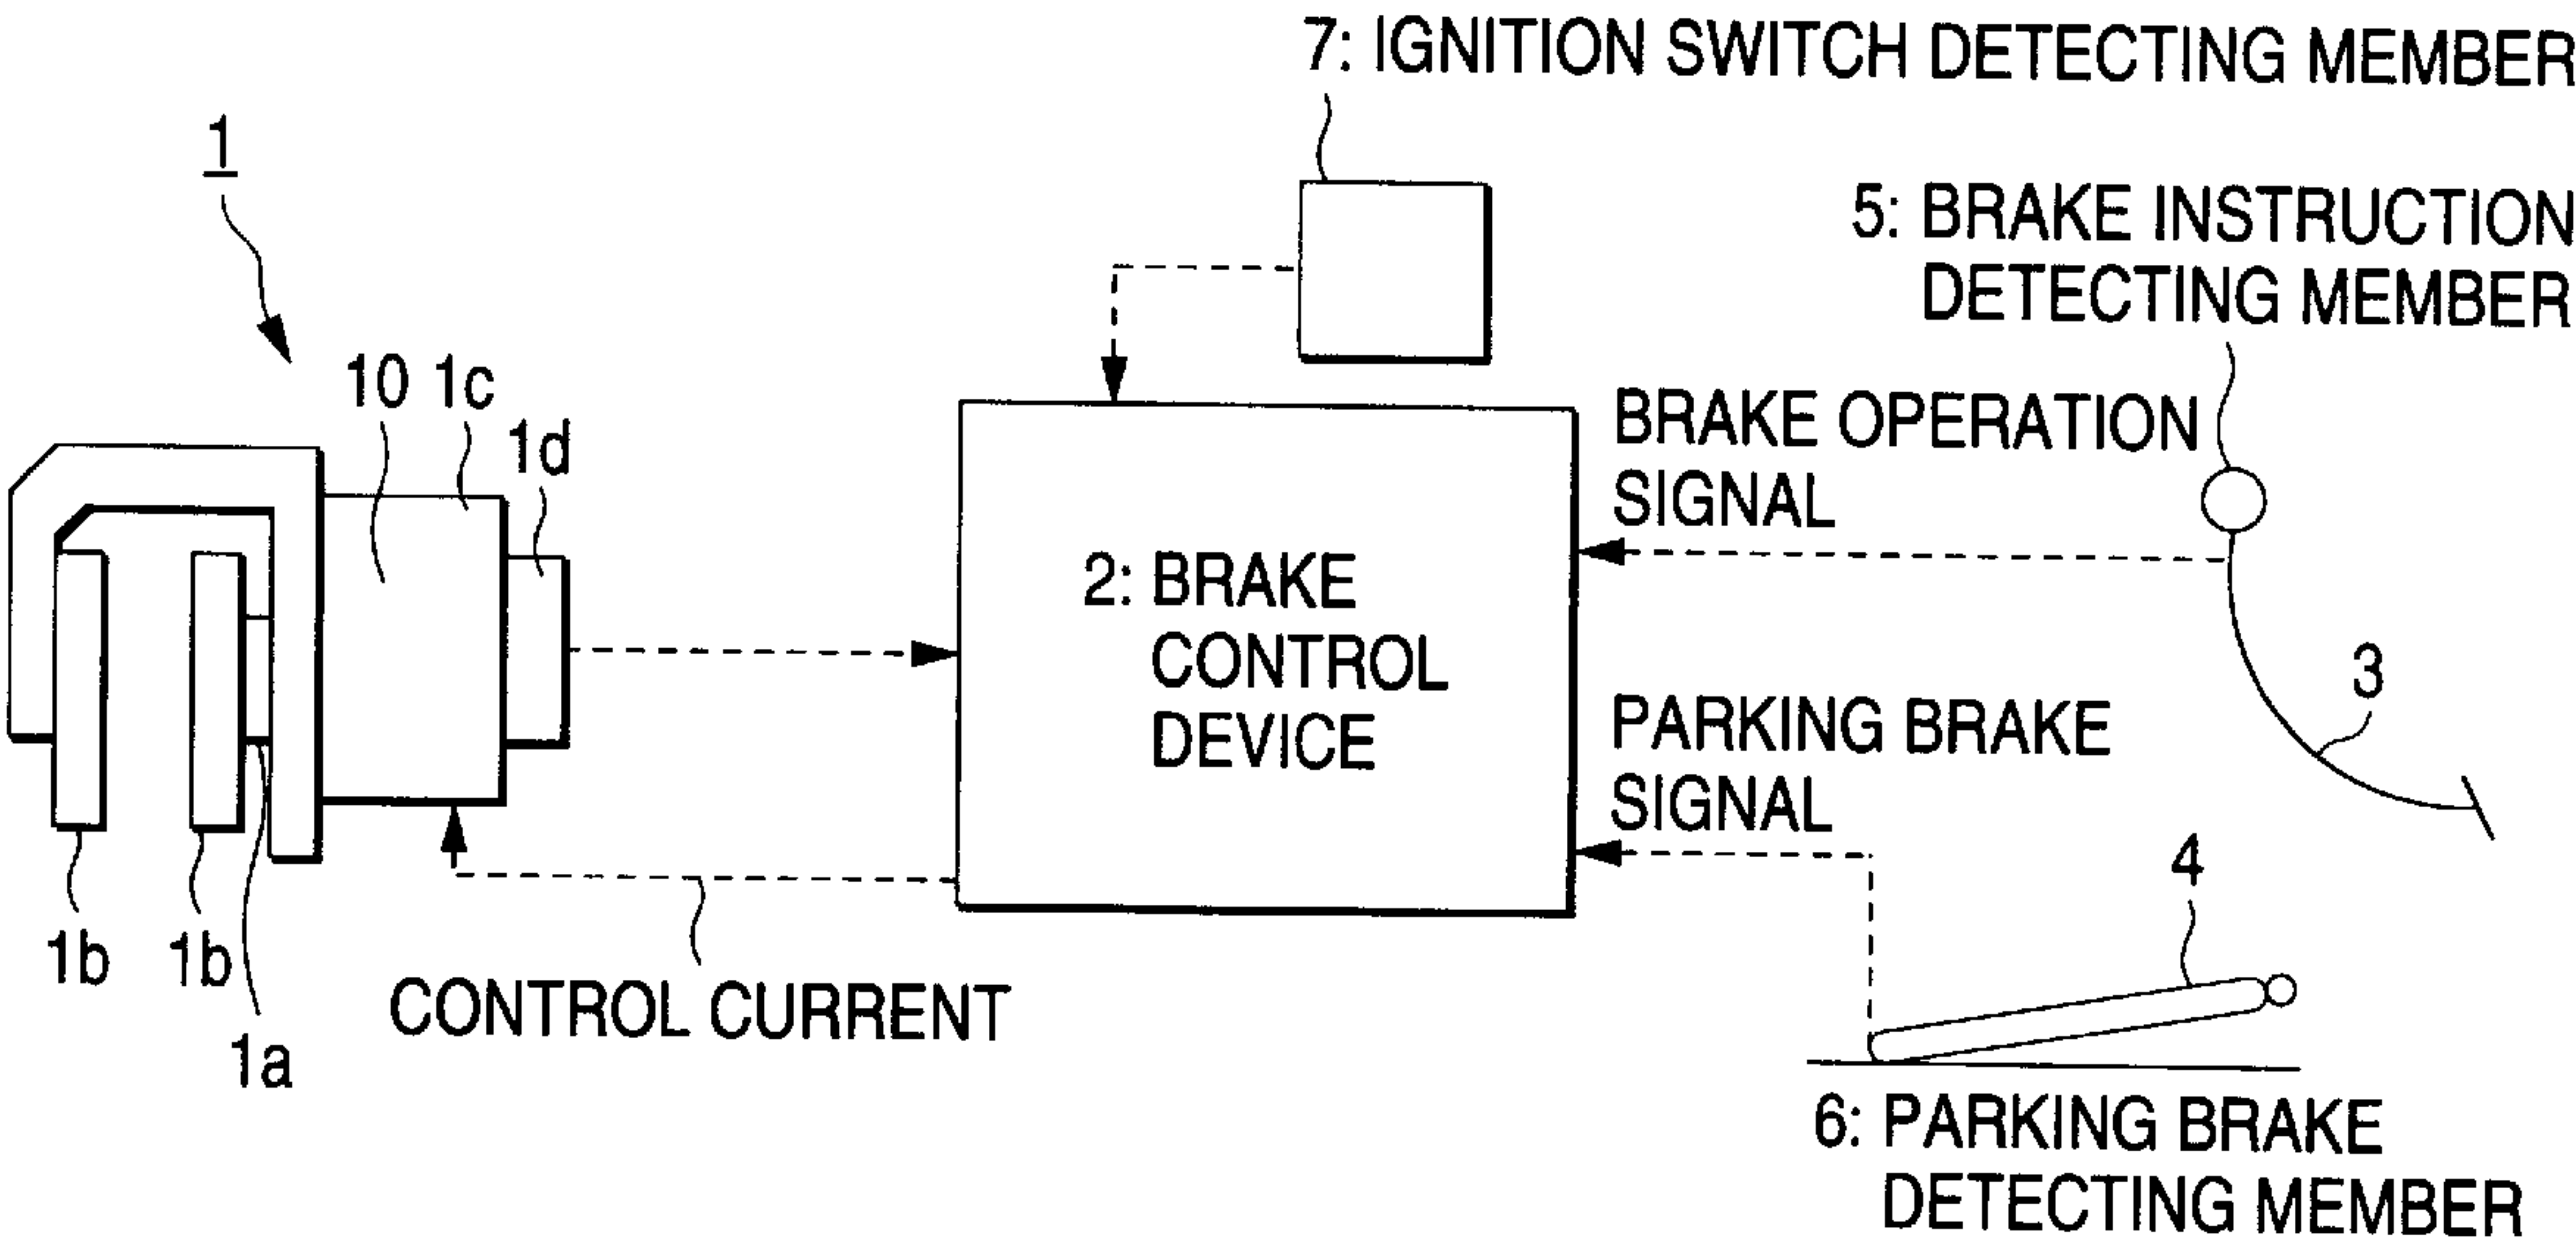 7: IGNITION SWITCH DETECTING MEMBER
1
5: BRAKE INSTRUCTION
DETECTING MEMBER
10
1c
1d
BRAKE OPERATION
SIGNAL
2: BRAKE
CONTROL
DEVICE
3
PARKING BRAKE
SIGNAL
4
1b
1b
1a
CONTROL CURRENT
6: PARKING BRAKE
DETECTING MEMBER